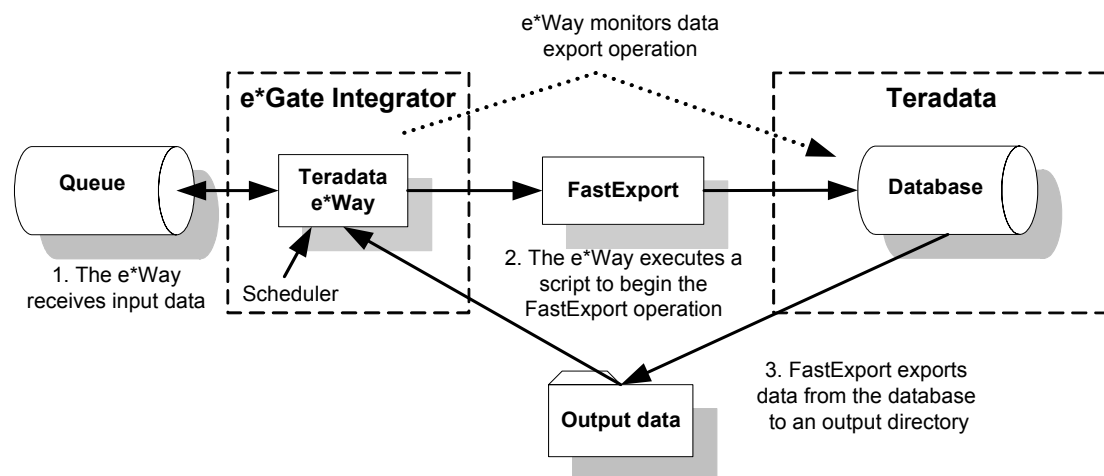 e*Way monitors data
export operation
e*Gate Integrator
Teradata
Queue
Teradata
e*Way
FastExport
Database
1. The e*Way
receives input data
Scheduler
2. The e*Way executes a
script to begin the
FastExport operation
3. FastExport exports
data from the database
to an output directory
Output data